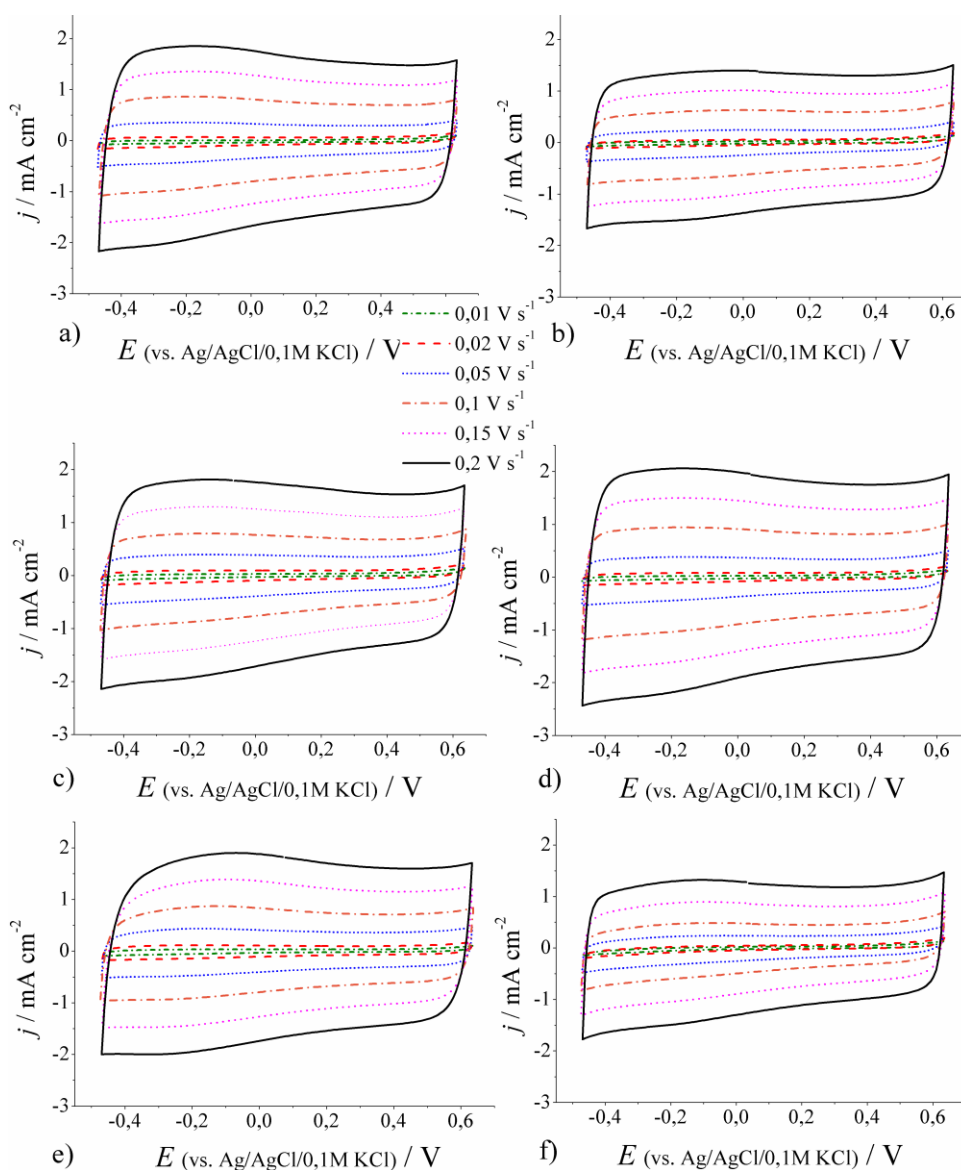 2
1
0
-1
-2
-3
j / mA cm⁻²
-0,4 -0,2 0,0 0,2 0,4 0,6
a)
E (vs. Ag/AgCl/0,1M KCl) / V
2
1
0
-1
-2
-3
j / mA cm⁻²
-0,4 -0,2 0,0 0,2 0,4 0,6
b)
E (vs. Ag/AgCl/0,1M KCl) / V
0,01 V s⁻¹
0,02 V s⁻¹
0,05 V s⁻¹
0,1 V s⁻¹
0,15 V s⁻¹
0,2 V s⁻¹
2
1
0
-1
-2
-3
j / mA cm⁻²
-0,4 -0,2 0,0 0,2 0,4 0,6
c)
E (vs. Ag/AgCl/0,1M KCl) / V
2
1
0
-1
-2
-3
j / mA cm⁻²
-0,4 -0,2 0,0 0,2 0,4 0,6
d)
E (vs. Ag/AgCl/0,1M KCl) / V
2
1
0
-1
-2
-3
j / mA cm⁻²
-0,4 -0,2 0,0 0,2 0,4 0,6
e)
E (vs. Ag/AgCl/0,1M KCl) / V
2
1
0
-1
-2
-3
j / mA cm⁻²
-0,4 -0,2 0,0 0,2 0,4 0,6
f)
E (vs. Ag/AgCl/0,1M KCl) / V